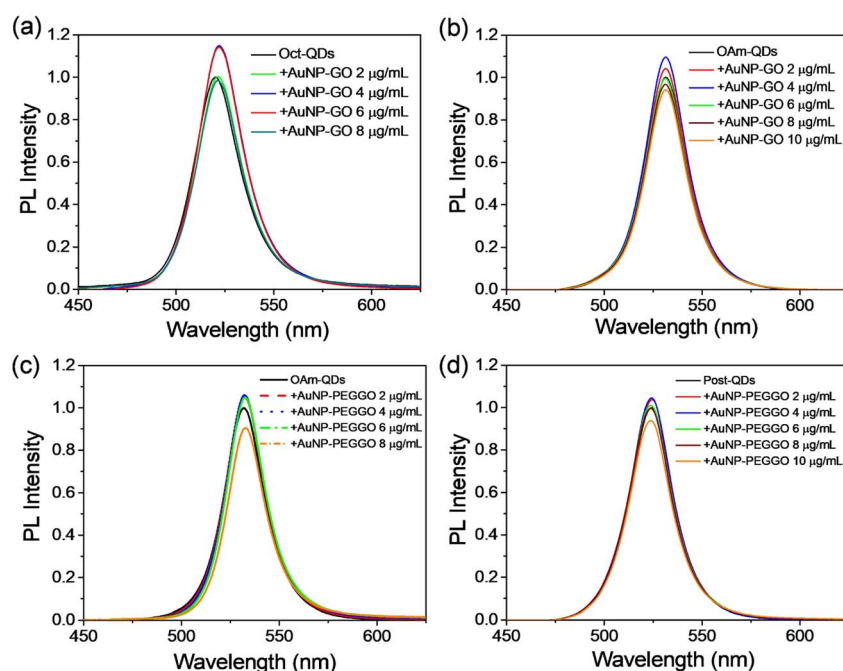 (a)
1.2
1.0
0.8
0.6
0.4
0.2
0.0
PL Intensity
450 500 550 600
Wavelength (nm)
Oct-QDs
+AuNP-GO 2 μg/mL
+AuNP-GO 4 μg/mL
+AuNP-GO 6 μg/mL
+AuNP-GO 8 μg/mL
(b)
1.2
1.0
0.8
0.6
0.4
0.2
0.0
PL Intensity
450 500 550 600
Wavelength (nm)
OAm-QDs
+AuNP-GO 2 μg/mL
+AuNP-GO 4 μg/mL
+AuNP-GO 6 μg/mL
+AuNP-GO 8 μg/mL
+AuNP-GO 10 μg/mL
(c)
1.2
1.0
0.8
0.6
0.4
0.2
0.0
PL Intensity
450 500 550 600
Wavelength (nm)
OAm-QDs
+AuNP-PEGGO 2 μg/mL
+AuNP-PEGGO 4 μg/mL
+AuNP-PEGGO 6 μg/mL
+AuNP-PEGGO 8 μg/mL
(d)
1.2
1.0
0.8
0.6
0.4
0.2
0.0
PL Intensity
450 500 550 600
Wavelength (nm)
Post-QDs
+AuNP-PEGGO 2 μg/mL
+AuNP-PEGGO 4 μg/mL
+AuNP-PEGGO 6 μg/mL
+AuNP-PEGGO 8 μg/mL
+AuNP-PEGGO 10 μg/mL